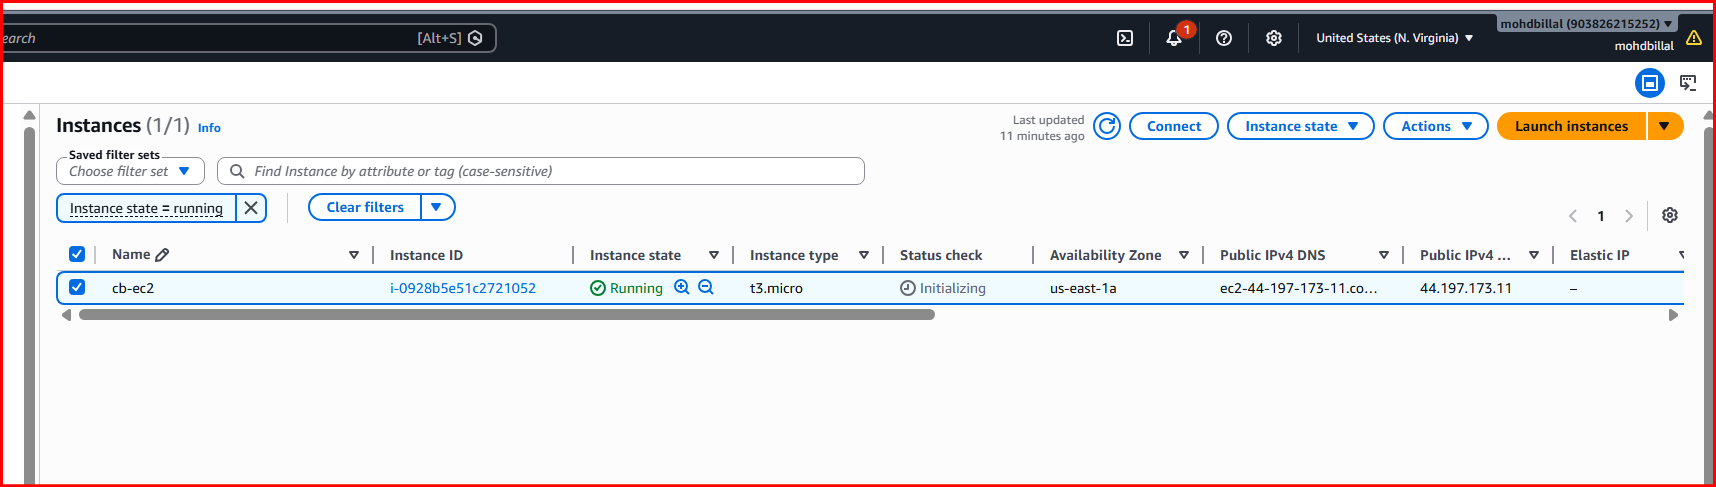 earch [Alt+S] 1 United States (N. Virginia) mohdbillal (903826215252)
mohdbillal
Instances (1/1) Info
Last updated
11 minutes ago
Connect Instance state Actions Launch instances
Saved filter sets
Choose filter set Find Instance by attribute or tag (case-sensitive)
Instance state = running Clear filters
1
Name Instance ID Instance state Instance type Status check Availability Zone Public IPv4 DNS Public IPv4 ... Elastic IP
cb-ec2 i-0928b5e51c2721052 Running t3.micro Initializing us-east-1a ec2-44-197-173-11.co... 44.197.173.11 –